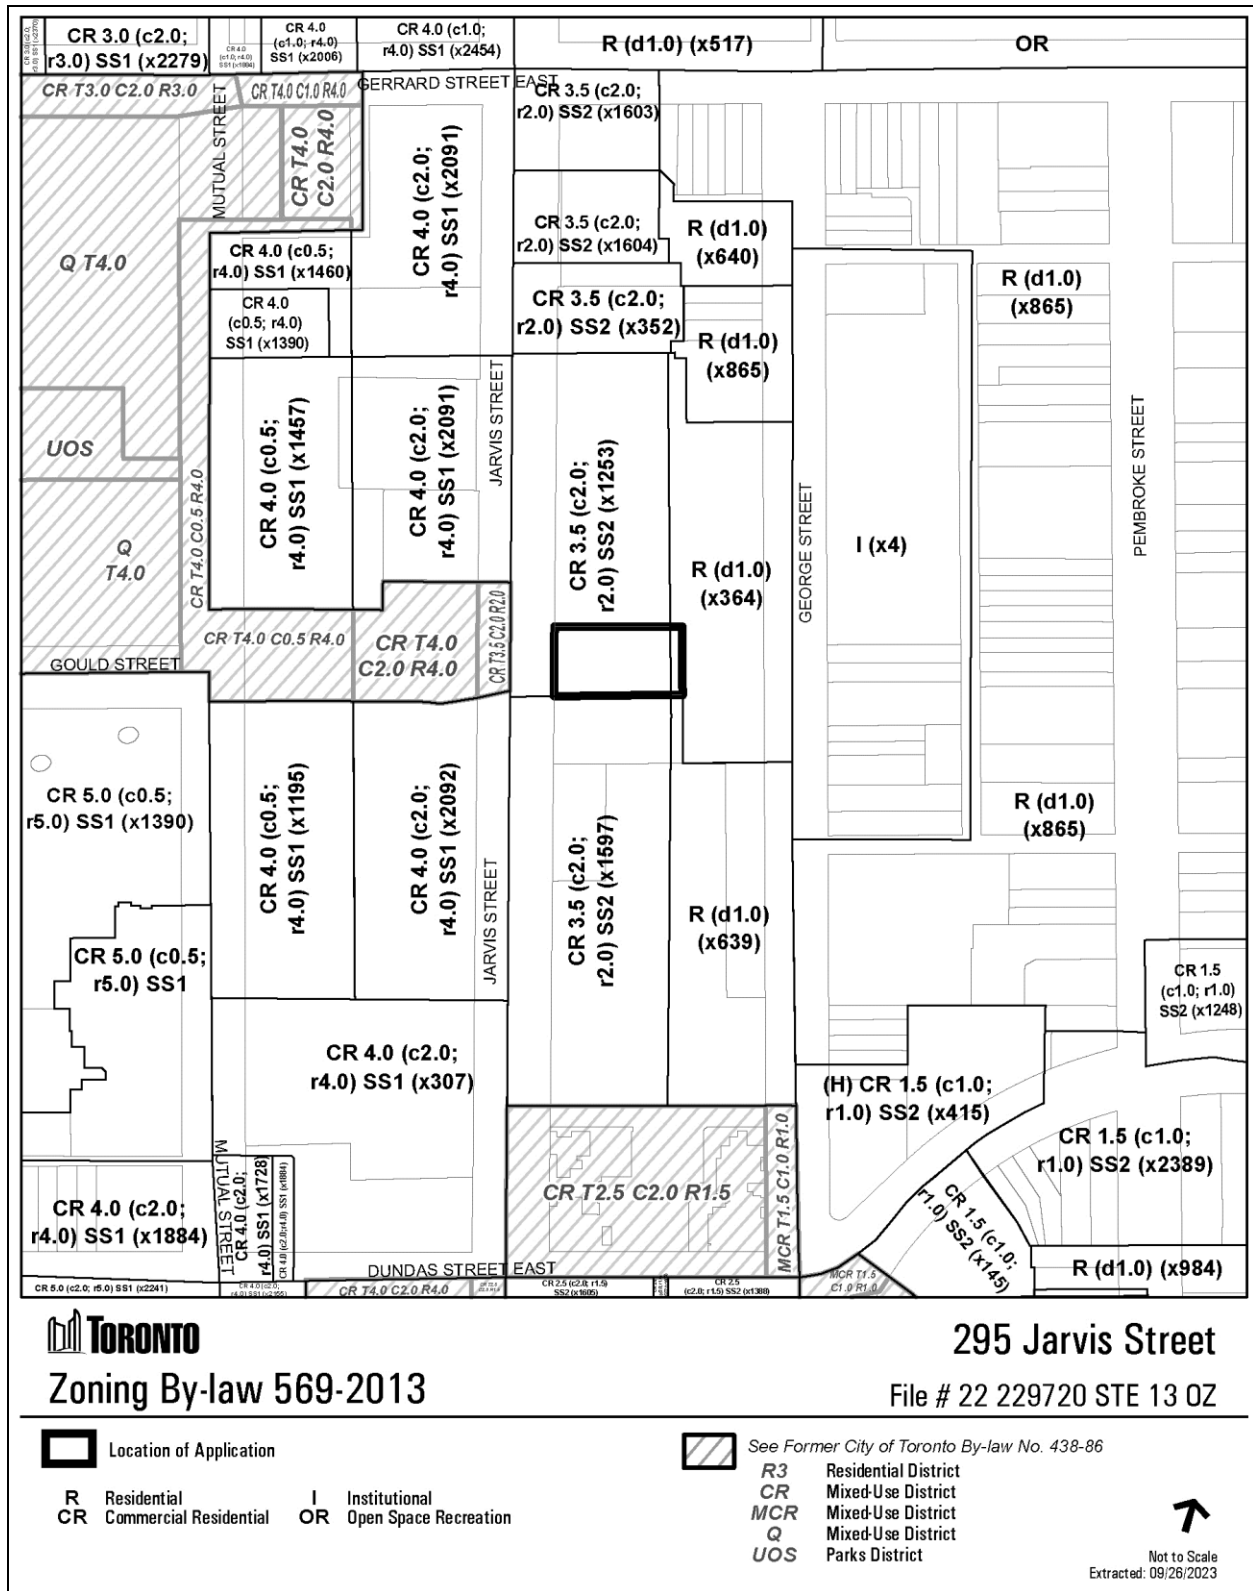 CR 3.0 (c2.0;
r3.0) SS1 (x2279)
CR 4.0
(c1.0; r4.0)
SS1 (x1884)
CR 4.0
(c1.0; r4.0)
SS1 (x2006)
CR 4.0 (c1.0;
r4.0) SS1 (x2454)
R (d1.0) (x517)
OR
CR T3.0 C2.0 R3.0
CR T4.0 C1.0 R4.0
GERRARD STREET EAST
CR 3.5 (c2.0;
r2.0) SS2 (x1603)
MUTUAL STREET
CR T4.0
C2.0 R4.0
CR 4.0 (c2.0;
r4.0) SS1 (x2091)
CR 3.5 (c2.0;
r2.0) SS2 (x1604)
R (d1.0)
(x640)
Q T4.0
CR 4.0 (c0.5;
r4.0) SS1 (x1460)
CR 3.5 (c2.0;
r2.0) SS2 (x352)
R (d1.0)
(x865)
CR 4.0
(c0.5; r4.0)
SS1 (x1390)
R (d1.0)
(x865)
UOS
CR 4.0 (c0.5;
r4.0) SS1 (x1457)
CR 4.0 (c2.0;
r4.0) SS1 (x2091)
JARVIS STREET
CR 3.5 (c2.0;
r2.0) SS2 (x1253)
GEORGE STREET
PEMBROKE STREET
CR T4.0 C0.5 R4.0
Q
T4.0
I (x4)
R (d1.0)
(x364)
CR T4.0 C0.5 R4.0
CR T4.0
C2.0 R4.0
CR T3.5 C2.0 R2.0
GOULD STREET
CR 5.0 (c0.5;
r5.0) SS1 (x1390)
CR 4.0 (c0.5;
r4.0) SS1 (x1195)
CR 4.0 (c2.0;
r4.0) SS1 (x2092)
JARVIS STREET
CR 3.5 (c2.0;
r2.0) SS2 (x1597)
R (d1.0)
(x639)
R (d1.0)
(x865)
CR 5.0 (c0.5;
r5.0) SS1
CR 1.5
(c1.0; r1.0)
SS2 (x1248)
CR 4.0 (c2.0;
r4.0) SS1 (x307)
(H) CR 1.5 (c1.0;
r1.0) SS2 (x415)
CR 1.5 (c1.0;
r1.0) SS2 (x2389)
CR 4.0 (c2.0;
r4.0) SS1 (x1884)
MUTUAL STREET
CR 4.0 (c2.0;
r4.0) SS1 (x1728)
CR 4.0 (c2.0;r4.0) SS1 (x1884)
CR T2.5 C2.0 R1.5
MCR T1.5 C1.0 R1.0
CR 1.5 (c1.0;
r1.0) SS2 (x145)
DUNDAS STREET EAST
MCR T1.5
C1.0 R1.0
R (d1.0) (x984)
CR 5.0 (c2.0; r5.0) SS1 (x2241)
CR T4.0 C2.0 R4.0
CR 2.5 (c2.0; r1.5)
SS2 (x1605)
CR 2.5
(c2.0; r1.5) SS2 (x1388)
TORONTO
295 Jarvis Street
Zoning By-law 569-2013
File # 22 229720 STE 13 OZ
Location of Application
R Residential
CR Commercial Residential
I Institutional
OR Open Space Recreation
See Former City of Toronto By-law No. 438-86
R3 Residential District
CR Mixed-Use District
MCR Mixed-Use District
Q Mixed-Use District
UOS Parks District
Not to Scale
Extracted: 09/26/2023